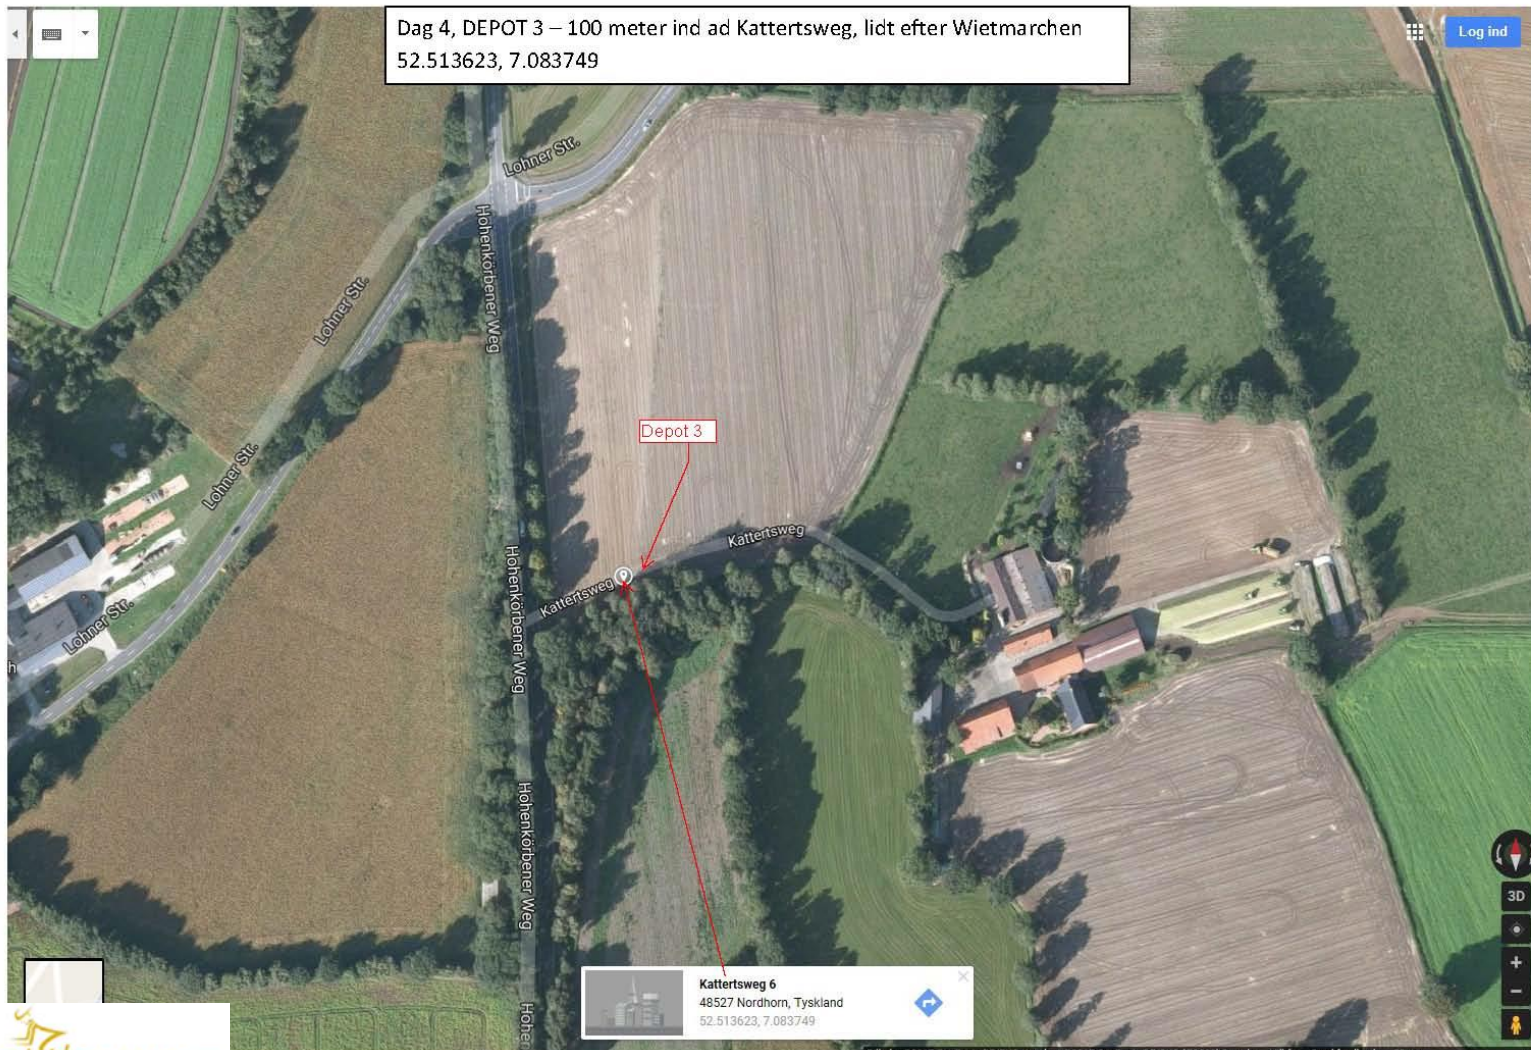 Dag 4, DEPOT 3 – 100 meter ind ad Kattertsweg, lidt efter Wietmarchen
52.513623, 7.083749
Log ind
Lohner Str.
Hohenkörbener Weg
Lohner Str.
Depot 3
Lohner Str.
Kattertsweg
Hohenkörbener Weg
Kattertsweg
Lohner Str.
h
Hohenkörbener Weg
3D
Kattertsweg 6
48527 Nordhorn, Tyskland
52.513623, 7.083749
Hohen